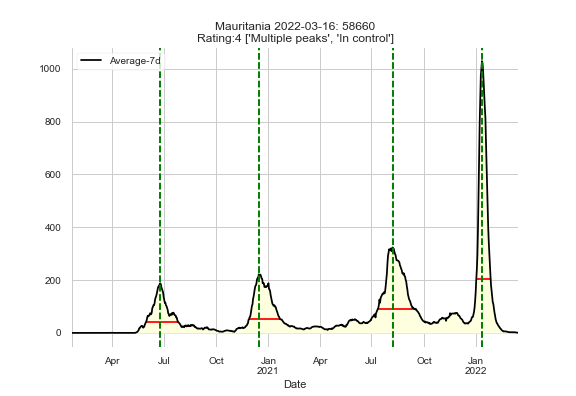 Mauritania 2022-03-16: 58660
Rating:4 ['Multiple peaks', 'In control']
Average-7d
1000
800
600
400
200
0
Apr Jul Oct Jan Apr Jul Oct Jan
2021 2022
Date